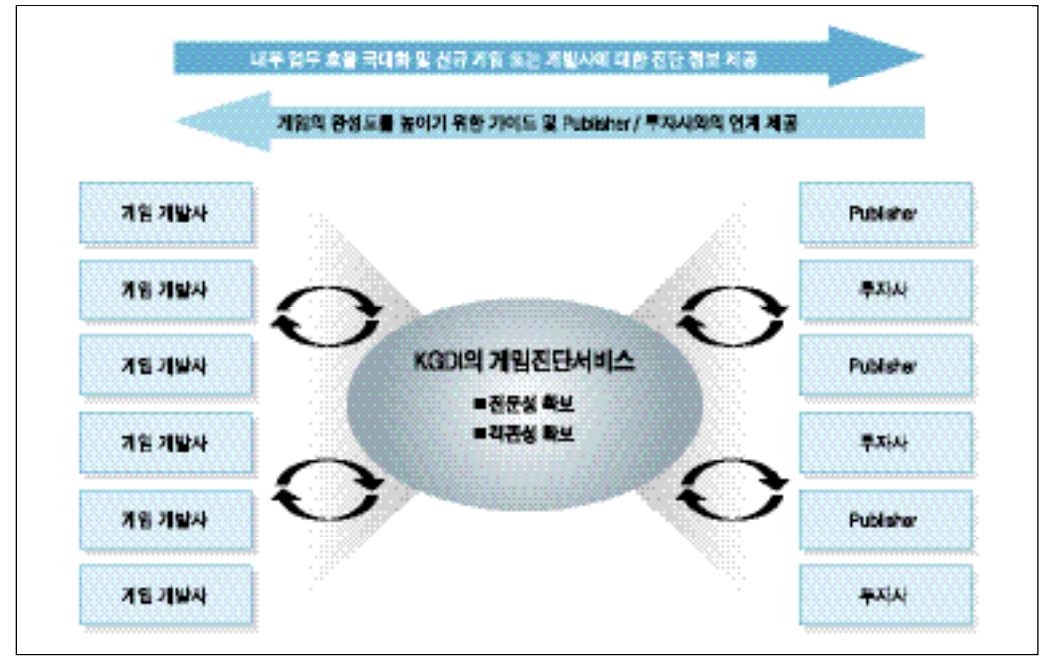 내부 업무 효율 극대화 및 신규 게임 또는 개발사에 대한 진단 정보 제공
게임의 완성도를 높이기 위한 가이드 및 Publisher / 투자사와의 연계 제공
게임 개발사
게임 개발사
게임 개발사
게임 개발사
게임 개발사
게임 개발사
KGDI의 게임진단서비스
■전문성 확보
■객관성 확보
Publisher
투자사
Publisher
투자사
Publisher
투자사